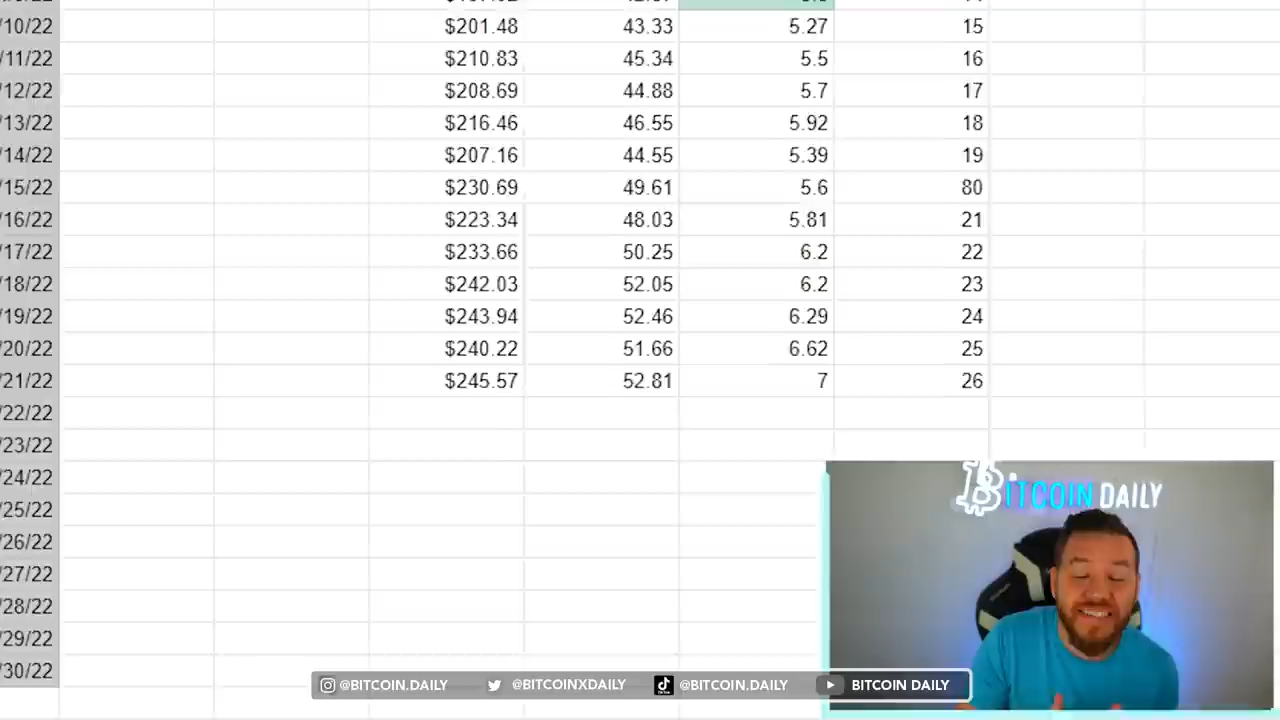 /10/22 $201.48 43.33 5.27 15
/11/22 $210.83 45.34 5.5 16
/12/22 $208.69 44.88 5.7 17
/13/22 $216.46 46.55 5.92 18
/14/22 $207.16 44.55 5.39 19
/15/22 $230.69 49.61 5.6 80
/16/22 $223.34 48.03 5.81 21
/17/22 $233.66 50.25 6.2 22
/18/22 $242.03 52.05 6.2 23
/19/22 $243.94 52.46 6.29 24
/20/22 $240.22 51.66 6.62 25
/21/22 $245.57 52.81 7 26
/22/22
/23/22
/24/22
/25/22
/26/22
/27/22
/28/22
/29/22
/30/22
BITCOIN DAILY
@BITCOIN.DAILY @BITCOINXDAILY @BITCOIN.DAILY BITCOIN DAILY